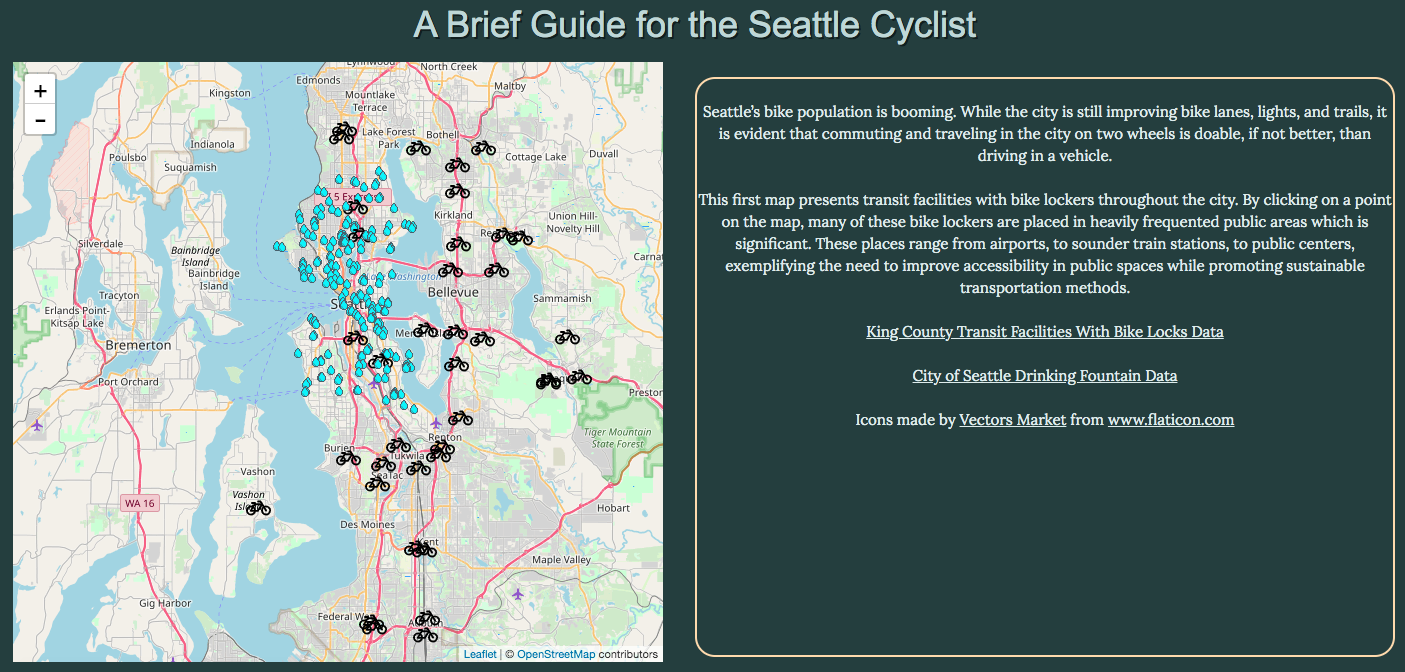 A Brief Guide for the Seattle Cyclist
+
-
Lynnwood
North Creek
Edmonds
Maltby
Kingston
Mountlake
Terrace
Lake Forest
Park
Bothell
Indianola
Cottage Lake
Duvall
Poulsbo
Suquamish
I 5 Exp
Kirkland
Union Hill-
Novelty Hill
Silverdale
Bainbridge
Island
Bainbridge
Island
Carnat
Lake Washington
Tracyton
Bellevue
Sammamish
Seattl
Erlands Point-
Kitsap Lake
Bremerton
Port Orchard
Preston
Tiger Mountain
State Forest
Renton
Burien
Tukwila
SeaTac
Vashon
Vashon
Island
WA 16
Hobart
Des Moines
Kent
Maple Valley
Gig Harbor
Federal W
Auburn
Leaflet | © OpenStreetMap contributors
Seattle's bike population is booming. While the city is still improving bike lanes, lights, and trails, it
is evident that commuting and traveling in the city on two wheels is doable, if not better, than
driving in a vehicle.
This first map presents transit facilities with bike lockers throughout the city. By clicking on a point
on the map, many of these bike lockers are placed in heavily frequented public areas which is
significant. These places range from airports, to sounder train stations, to public centers,
exemplifying the need to improve accessibility in public spaces while promoting sustainable
transportation methods.
King County Transit Facilities With Bike Locks Data
City of Seattle Drinking Fountain Data
Icons made by Vectors Market from www.flaticon.com